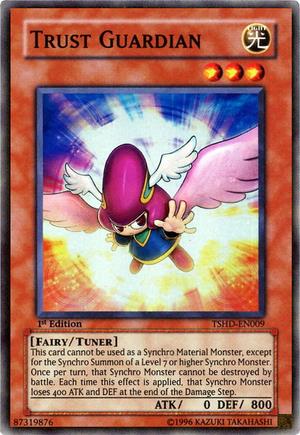 TRUST GUARDIAN
光
1st Edition
TSHD-EN009
[FAIRY/TUNER]
This card cannot be used as a Synchro Material Monster, except
for the Synchro Summon of a Level 7 or higher Synchro Monster.
Once per turn, that Synchro Monster cannot be destroyed by
battle. Each time this effect is applied, that Synchro Monster
loses 400 ATK and DEF at the end of the Damage Step.
ATK/ 0 DEF/ 800
87319876
©1996 KAZUKI TAKAHASHI